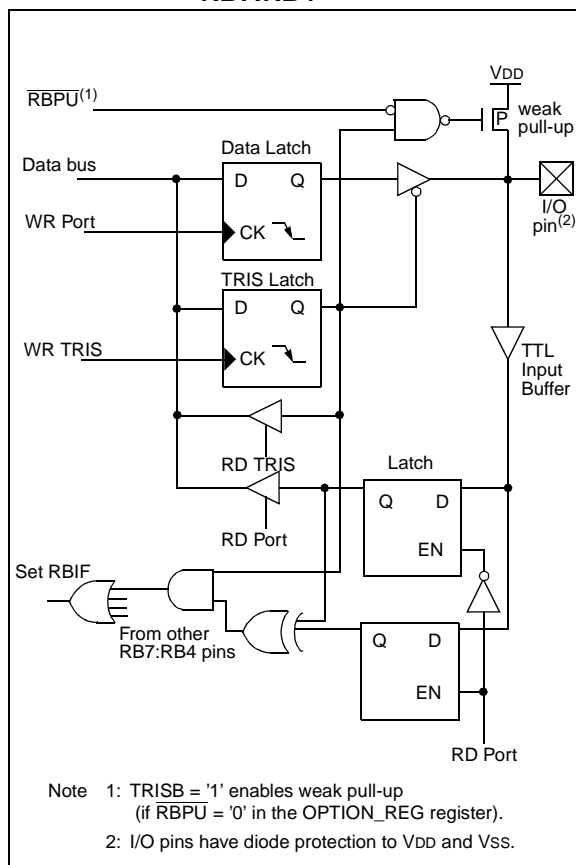 VDD
RBPU(1)
P
weak
pull-up
Data Latch
Data bus
D Q
I/O
pin(2)
WR Port
CK
TRIS Latch
D Q
TTL
Input
Buffer
WR TRIS
CK
RD TRIS
Latch
Q D
RD Port
EN
Set RBIF
From other
RB7:RB4 pins
Q D
EN
RD Port
Note 1: TRISB = '1' enables weak pull-up
(if RBPU = '0' in the OPTION_REG register).
2: I/O pins have diode protection to VDD and VSS.